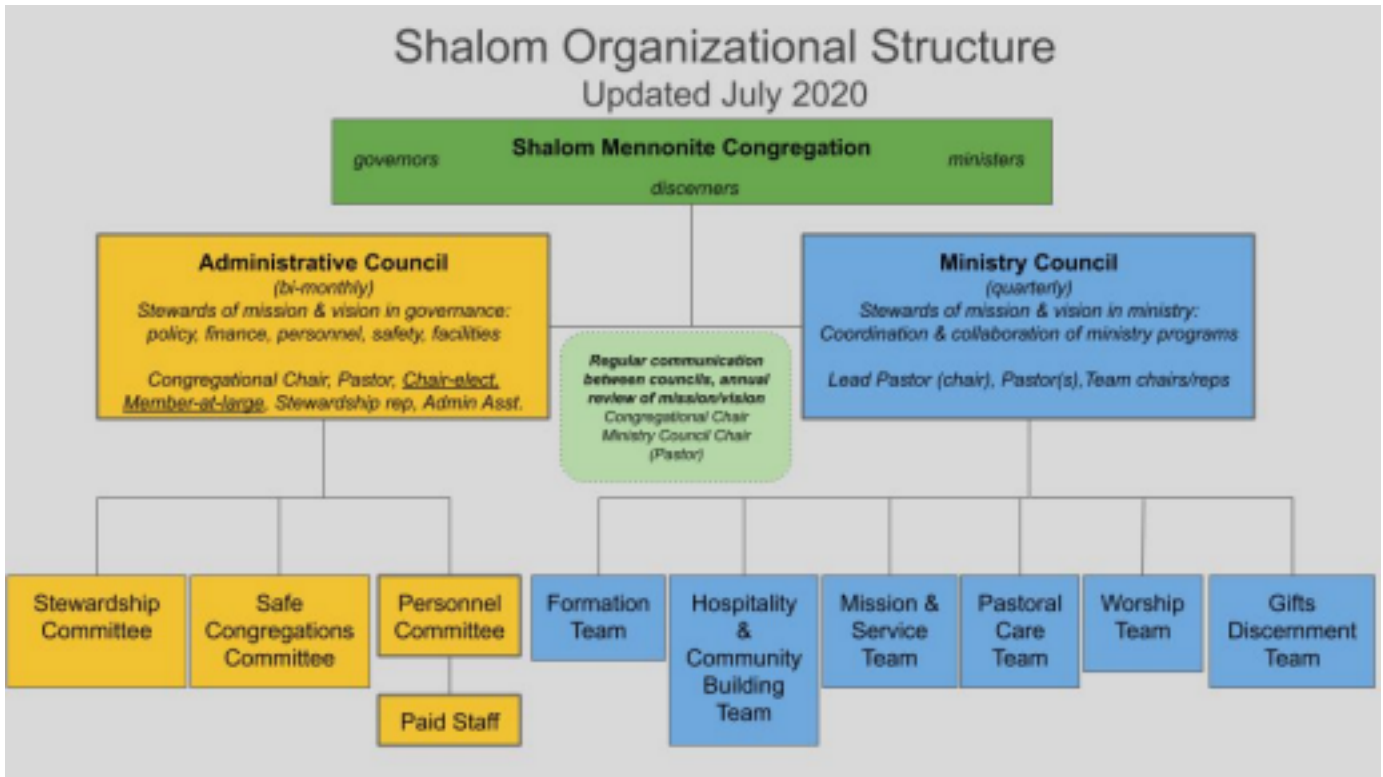 Shalom Organizational Structure
Updated July 2020
governors
Shalom Mennonite Congregation
ministers
discerners
Administrative Council
(bi-monthly)
Stewards of mission & vision in governance:
policy, finance, personnel, safety, facilities
Congregational Chair, Pastor, Chair-elect,
Member-at-large, Stewardship rep, Admin Asst.
Ministry Council
(quarterly)
Stewards of mission & vision in ministry:
Coordination & collaboration of ministry programs
Lead Pastor (chair), Pastor(s),Team chairs/reps
Regular communication
between councils, annual
review of mission/vision
Congregational Chair
Ministry Council Chair
(Pastor)
Stewardship
Committee
Safe
Congregations
Committee
Personnel
Committee
Paid Staff
Formation
Team
Hospitality
&
Community
Building
Team
Mission &
Service
Team
Pastoral
Care
Team
Worship
Team
Gifts
Discernment
Team